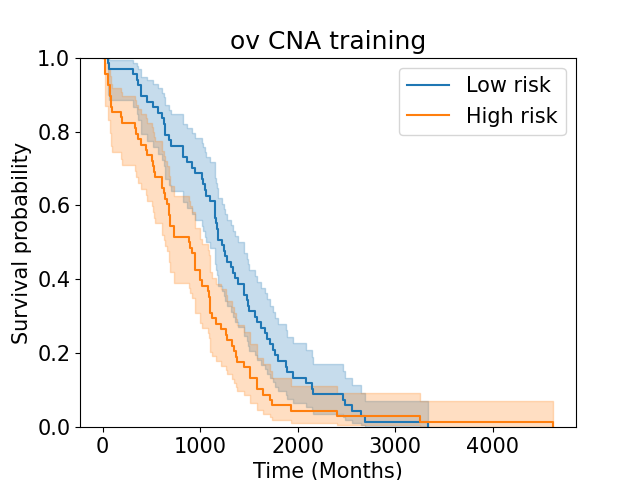 ov CNA training
Low risk
High risk
Survival probability
1.0
0.8
0.6
0.4
0.2
0.0
0 1000 2000 3000 4000
Time (Months)